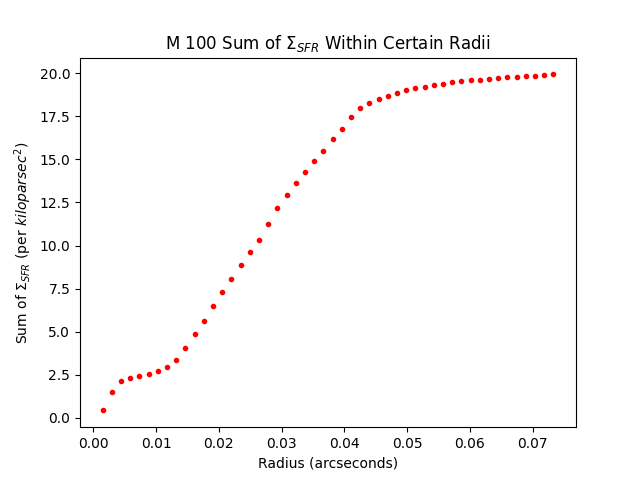 M 100 Sum of Σ_SFR Within Certain Radii
Sum of Σ_SFR (per kiloparsec²)
20.0
17.5
15.0
12.5
10.0
7.5
5.0
2.5
0.0
0.00 0.01 0.02 0.03 0.04 0.05 0.06 0.07
Radius (arcseconds)